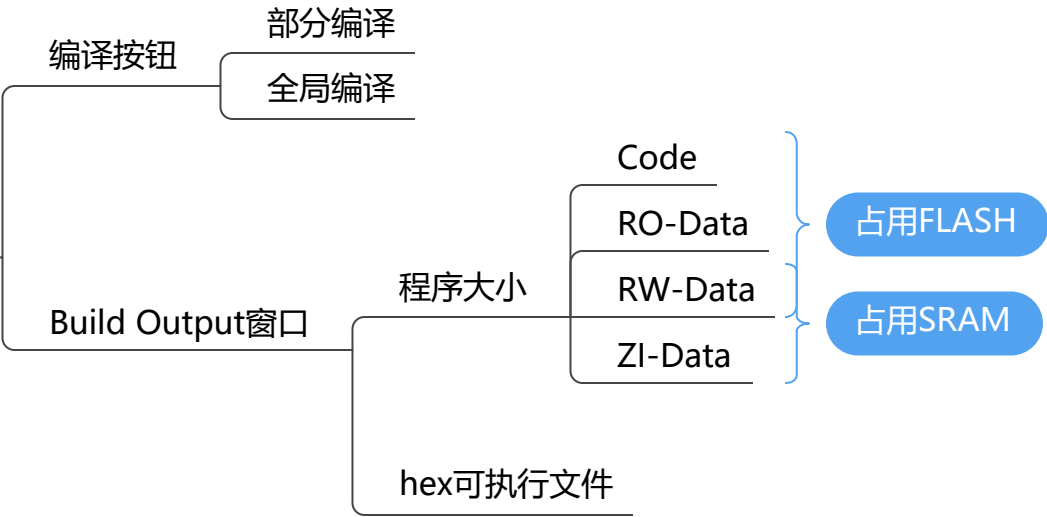 编译按钮
部分编译
全局编译
Build Output窗口
程序大小
Code
RO-Data
RW-Data
ZI-Data
占用FLASH
占用SRAM
hex可执行文件